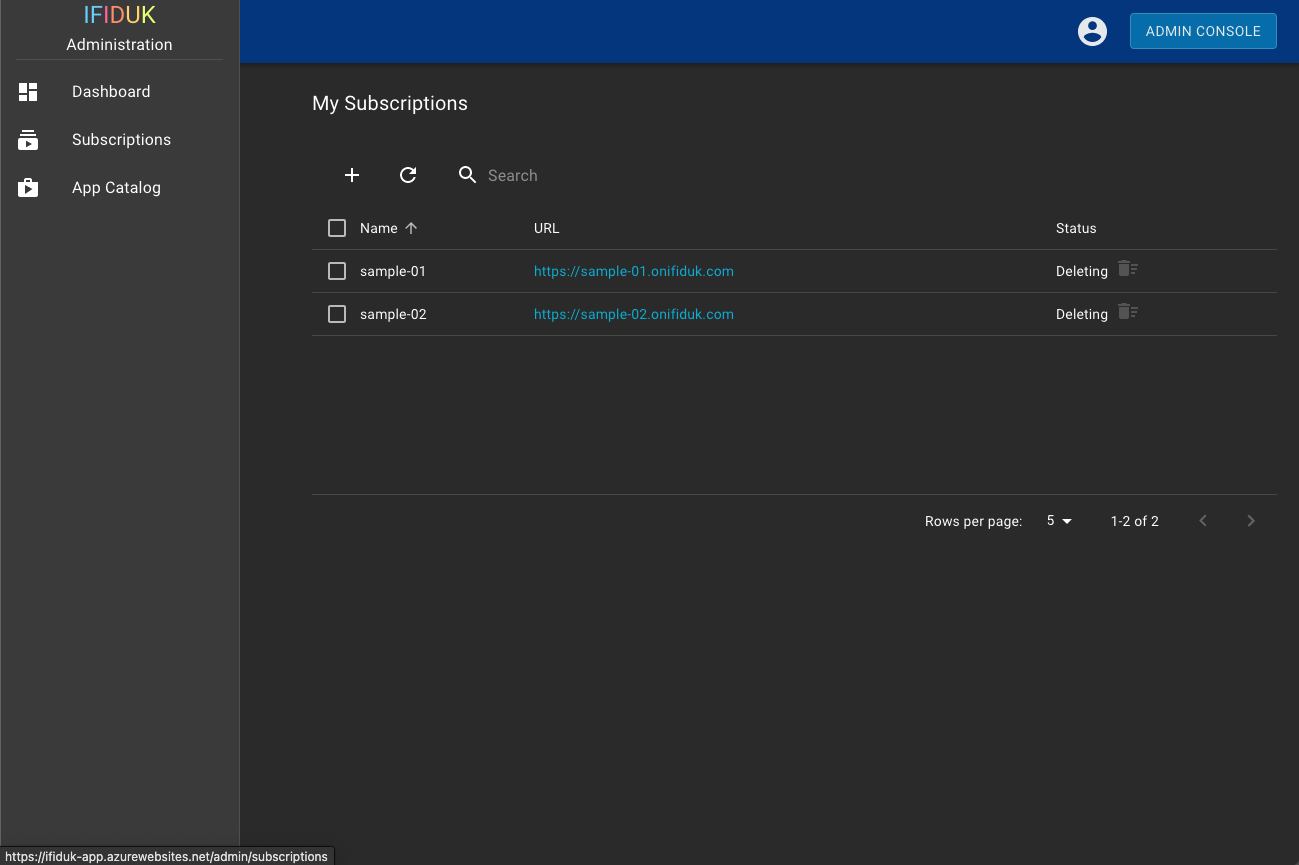 IFIDUK
Administration
Dashboard
Subscriptions
App Catalog
ADMIN CONSOLE
My Subscriptions
Search
Name URL Status
sample-01 https://sample-01.onifiduk.com Deleting
sample-02 https://sample-02.onifiduk.com Deleting
Rows per page: 5 1-2 of 2
https://ifiduk-app.azurewebsites.net/admin/subscriptions